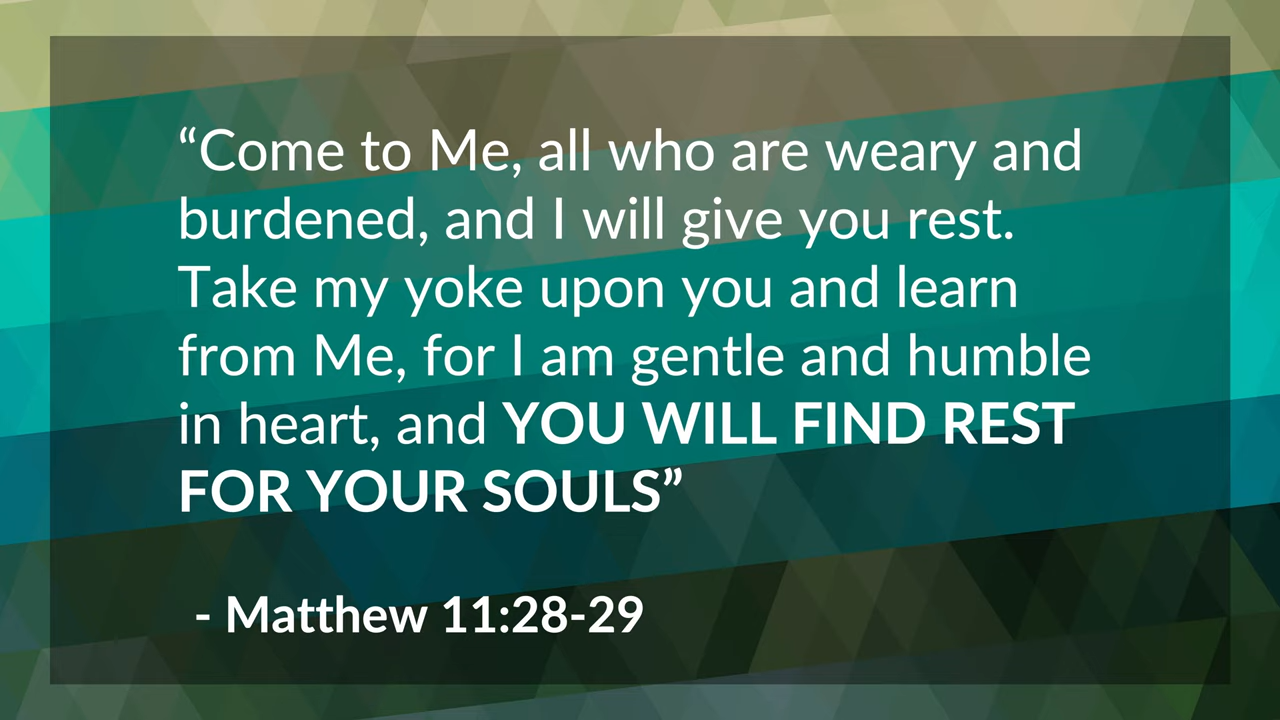 “Come to Me, all who are weary and
burdened, and I will give you rest.
Take my yoke upon you and learn
from Me, for I am gentle and humble
in heart, and YOU WILL FIND REST
FOR YOUR SOULS”
- Matthew 11:28-29